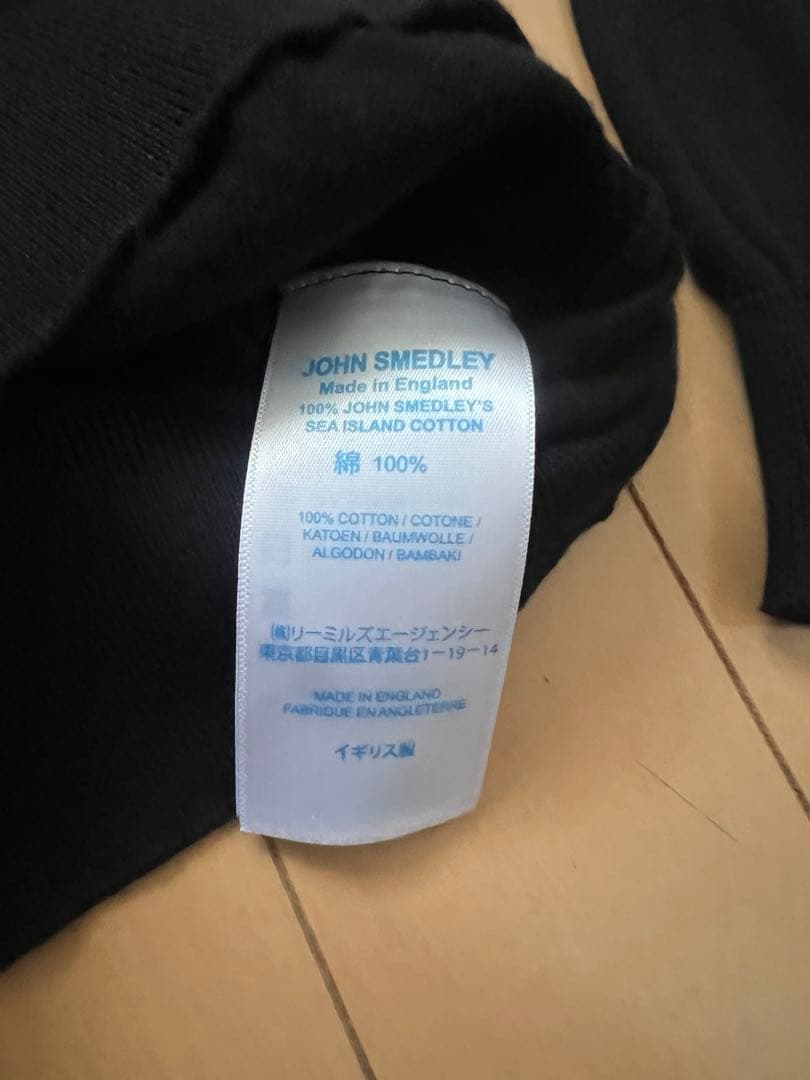 JOHN SMEDLEY
Made in England
100% JOHN SMEDLEY'S
SEA ISLAND COTTON
綿 100%
100% COTTON / COTONE /
KATOEN / BAUMWOLLE /
ALGODON / BAMBAKI
(株)リーミルズエージェンシー
東京都目黒区青葉台1-19-14
MADE IN ENGLAND
FABRIQUE EN ANGLETERRE
イギリス製